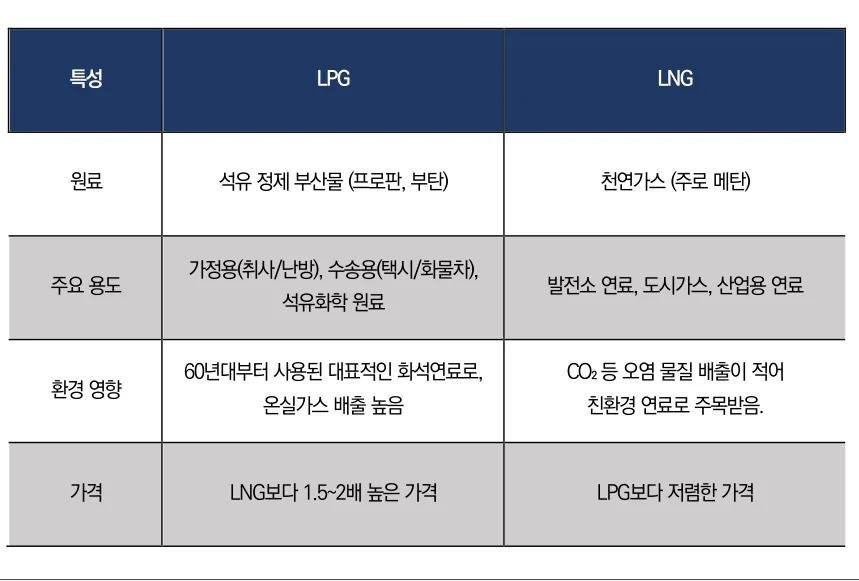 특성 LPG LNG
원료 석유 정제 부산물 (프로판, 부탄) 천연가스 (주로 메탄)
주요 용도
가정용(취사/난방), 수송용(택시/화물차),
석유화학 원료
발전소 연료, 도시가스, 산업용 연료
환경 영향
60년대부터 사용된 대표적인 화석연료로,
온실가스 배출 높음
CO₂ 등 오염 물질 배출이 적어
친환경 연료로 주목받음.
가격 LNG보다 1.5~2배 높은 가격 LPG보다 저렴한 가격